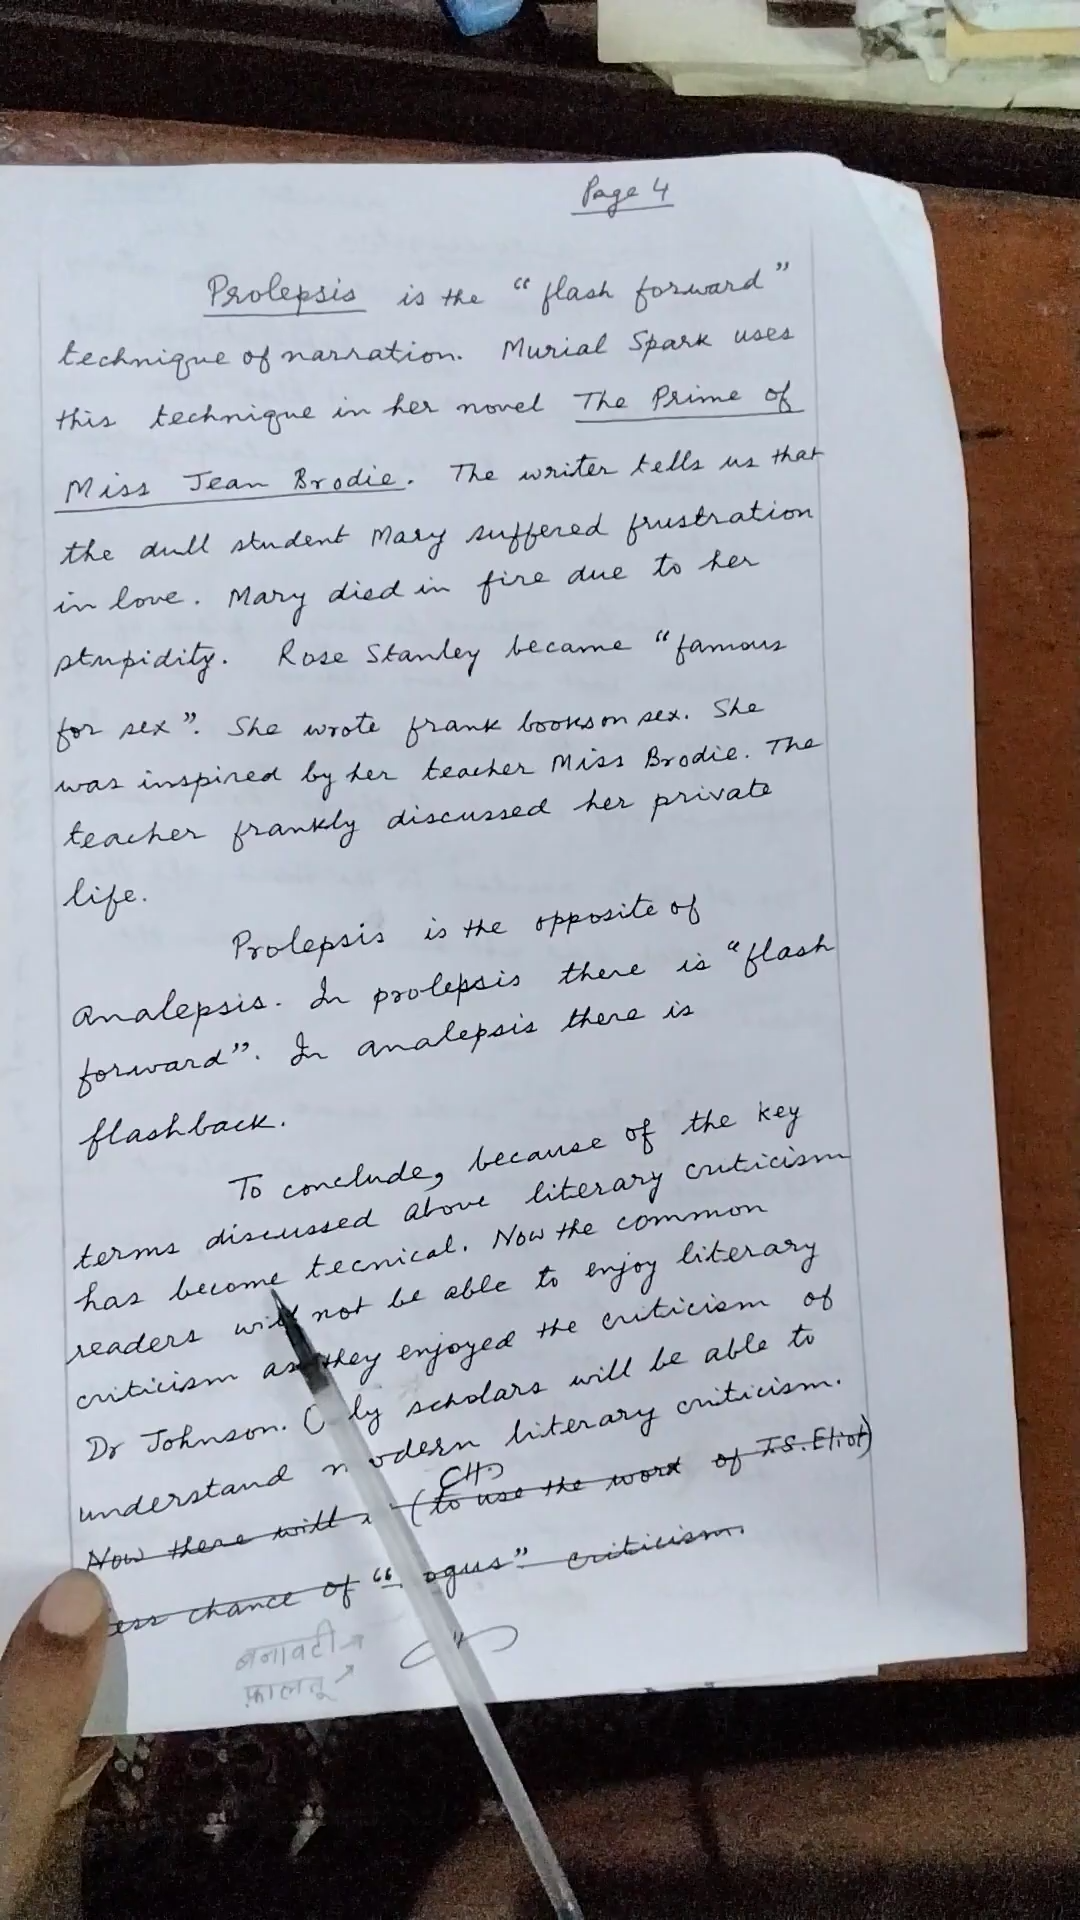 Page 4
Prolepsis is the "flash forward"
technique of narration. Murial Spark uses
this technique in her novel The Prime of
Miss Jean Brodie. The writer tells us that
the dull student Mary suffered frustration
in love. Mary died in fire due to her
stupidity. Rose Stanley became "famous
for sex". She wrote frank books on sex. She
was inspired by her teacher Miss Brodie. The
teacher frankly discussed her private
life.
Prolepsis is the opposite of
analepsis. In prolepsis there is "flash
forward". In analepsis there is
flashback.
To conclude, because of the key
terms discussed above literary criticism
has become tecnical. Now the common
readers will not be able to enjoy literary
criticism as they enjoyed the criticism of
Dr Johnson. Only scholars will be able to
understand modern literary criticism.
Now there will (to use the word of T.S. Eliot)
chance of criticism.
बनावटी →
फ़ालतू